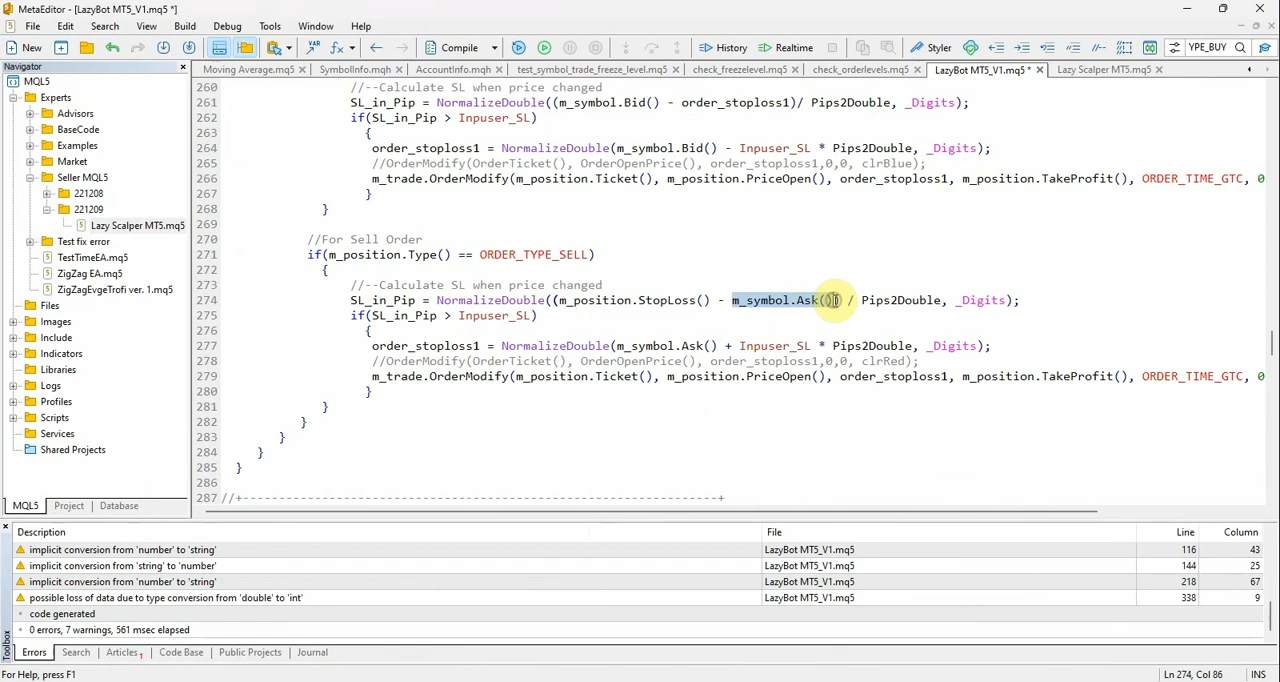 MetaEditor - [LazyBot MT5_V1.mq5 *]
File Edit Search View Build Debug Tools Window Help
New Compile History Realtime Styler YPE_BUY
Navigator
Moving Average.mq5 SymbolInfo.mqh AccountInfo.mqh test_symbol_trade_freeze_level.mq5 check_freezelevel.mq5 check_orderlevels.mq5 LazyBot MT5_V1.mq5 * Lazy Scalper MT5.mq5
MQL5
Experts
Advisors
BaseCode
Examples
Market
Seller MQL5
221208
221209
Lazy Scalper MT5.mq5
Test fix error
TestTimeEA.mq5
ZigZag EA.mq5
ZigZagEvgeTrofi ver. 1.mq5
Files
Images
Include
Indicators
Libraries
Logs
Profiles
Scripts
Services
Shared Projects
MQL5 Project Database
260 //--Calculate SL when price changed
261 SL_in_Pip = NormalizeDouble((m_symbol.Bid() - order_stoploss1)/ Pips2Double, _Digits);
262 if(SL_in_Pip > Inpuser_SL)
263 {
264 order_stoploss1 = NormalizeDouble(m_symbol.Bid() - Inpuser_SL * Pips2Double, _Digits);
265 //OrderModify(OrderTicket(), OrderOpenPrice(), order_stoploss1,0,0, clrBlue);
266 m_trade.OrderModify(m_position.Ticket(), m_position.PriceOpen(), order_stoploss1, m_position.TakeProfit(), ORDER_TIME_GTC, 0
267 }
268 }
269
270 //For Sell Order
271 if(m_position.Type() == ORDER_TYPE_SELL)
272 {
273 //--Calculate SL when price changed
274 SL_in_Pip = NormalizeDouble((m_position.StopLoss() - m_symbol.Ask()) / Pips2Double, _Digits);
275 if(SL_in_Pip > Inpuser_SL)
276 {
277 order_stoploss1 = NormalizeDouble(m_symbol.Ask() + Inpuser_SL * Pips2Double, _Digits);
278 //OrderModify(OrderTicket(), OrderOpenPrice(), order_stoploss1,0,0, clrRed);
279 m_trade.OrderModify(m_position.Ticket(), m_position.PriceOpen(), order_stoploss1, m_position.TakeProfit(), ORDER_TIME_GTC, 0
280 }
281 }
282 }
283 }
284 }
285 }
286
287 //+------------------------------------------------------------------+
Description File Line Column
implicit conversion from 'number' to 'string' LazyBot MT5_V1.mq5 116 43
implicit conversion from 'string' to 'number' LazyBot MT5_V1.mq5 144 25
implicit conversion from 'number' to 'string' LazyBot MT5_V1.mq5 218 67
possible loss of data due to type conversion from 'double' to 'int' LazyBot MT5_V1.mq5 338 9
code generated
0 errors, 7 warnings, 561 msec elapsed
Toolbox
Errors Search Articles 1 Code Base Public Projects Journal
For Help, press F1 Ln 274, Col 86 INS